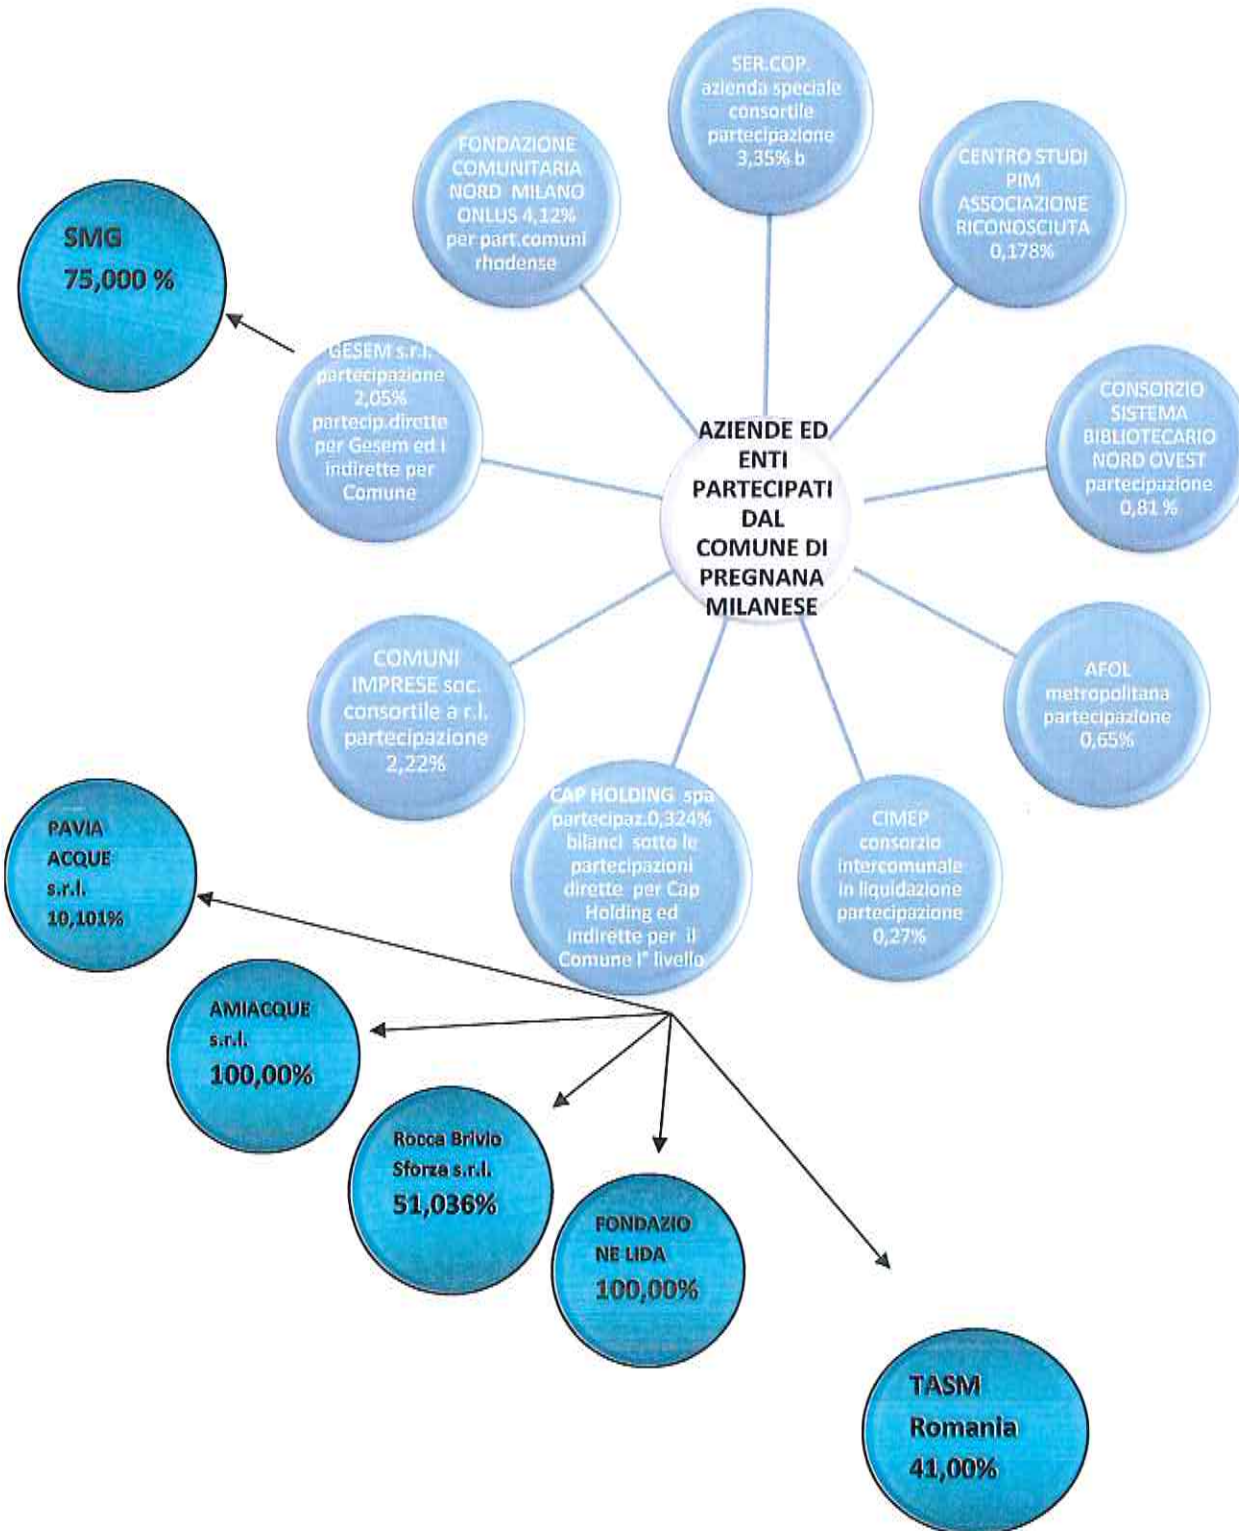 SER.COP.
azienda speciale
consortile
partecipazione
3,35% b
FONDAZIONE
COMUNITARIA
NORD MILANO
ONLUS 4,12%
per part.comuni
rhodense
CENTRO STUDI
PIM
ASSOCIAZIONE
RICONOSCIUTA
0,178%
SMG
75,000 %
GESEM s.r.l.
partecipazione
2,05%
partecip.dirette
per Gesem ed i
indirette per
Comune
CONSORZIO
SISTEMA
BIBLIOTECARIO
NORD OVEST
partecipazione
0,81 %
AZIENDE ED
ENTI
PARTECIPATI
DAL
COMUNE DI
PREGNANA
MILANESE
COMUNI
IMPRESE soc.
consortile a r.l.
partecipazione
2,22%
AFOL
metropolitana
partecipazione
0,65%
CAP HOLDING spa
partecipaz.0,324%
bilanci sotto le
partecipazioni
dirette per Cap
Holding ed
indirette per il
Comune I° livello
CIMEP
consorzio
intercomunale
in liquidazione
partecipazione
0,27%
PAVIA
ACQUE
s.r.l.
10,101%
AMIACQUE
s.r.l.
100,00%
Rocca Brivio
Sforza s.r.l.
51,036%
FONDAZIO
NE LIDA
100,00%
TASM
Romania
41,00%